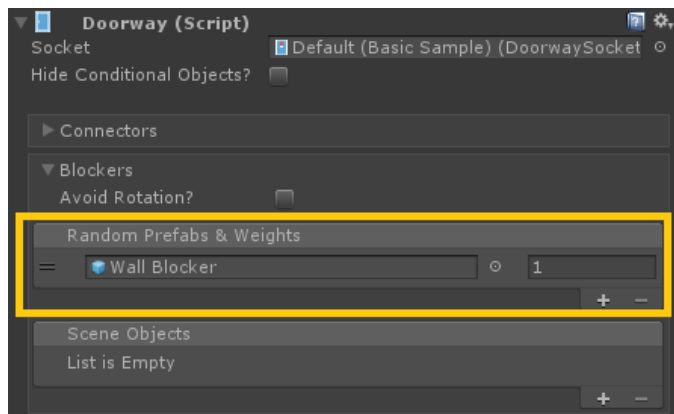 Doorway (Script)
Socket Default (Basic Sample) (DoorwaySocket
Hide Conditional Objects?
Connectors
Blockers
Avoid Rotation?
Random Prefabs & Weights
Wall Blocker 1
+ −
Scene Objects
List is Empty
+ −